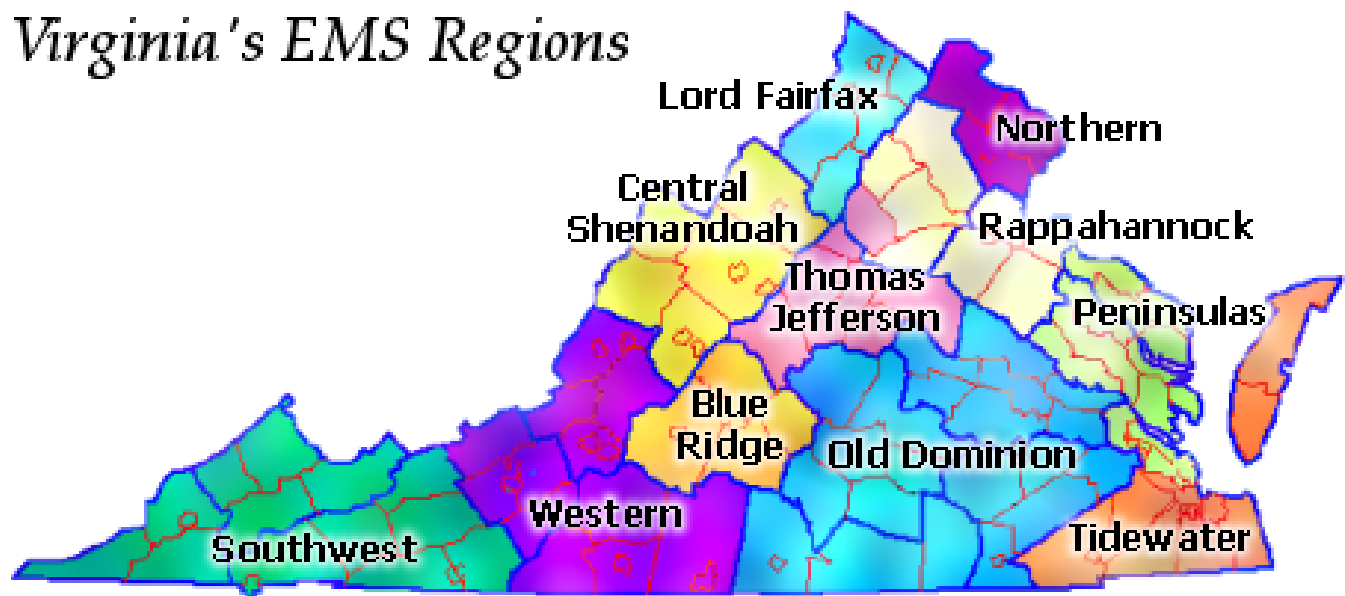 Virginia's EMS Regions
Lord Fairfax
Northern
Central
Shenandoah
Rappahannock
Thomas
Jefferson
Peninsulas
Blue
Ridge
Old Dominion
Western
Southwest
Tidewater